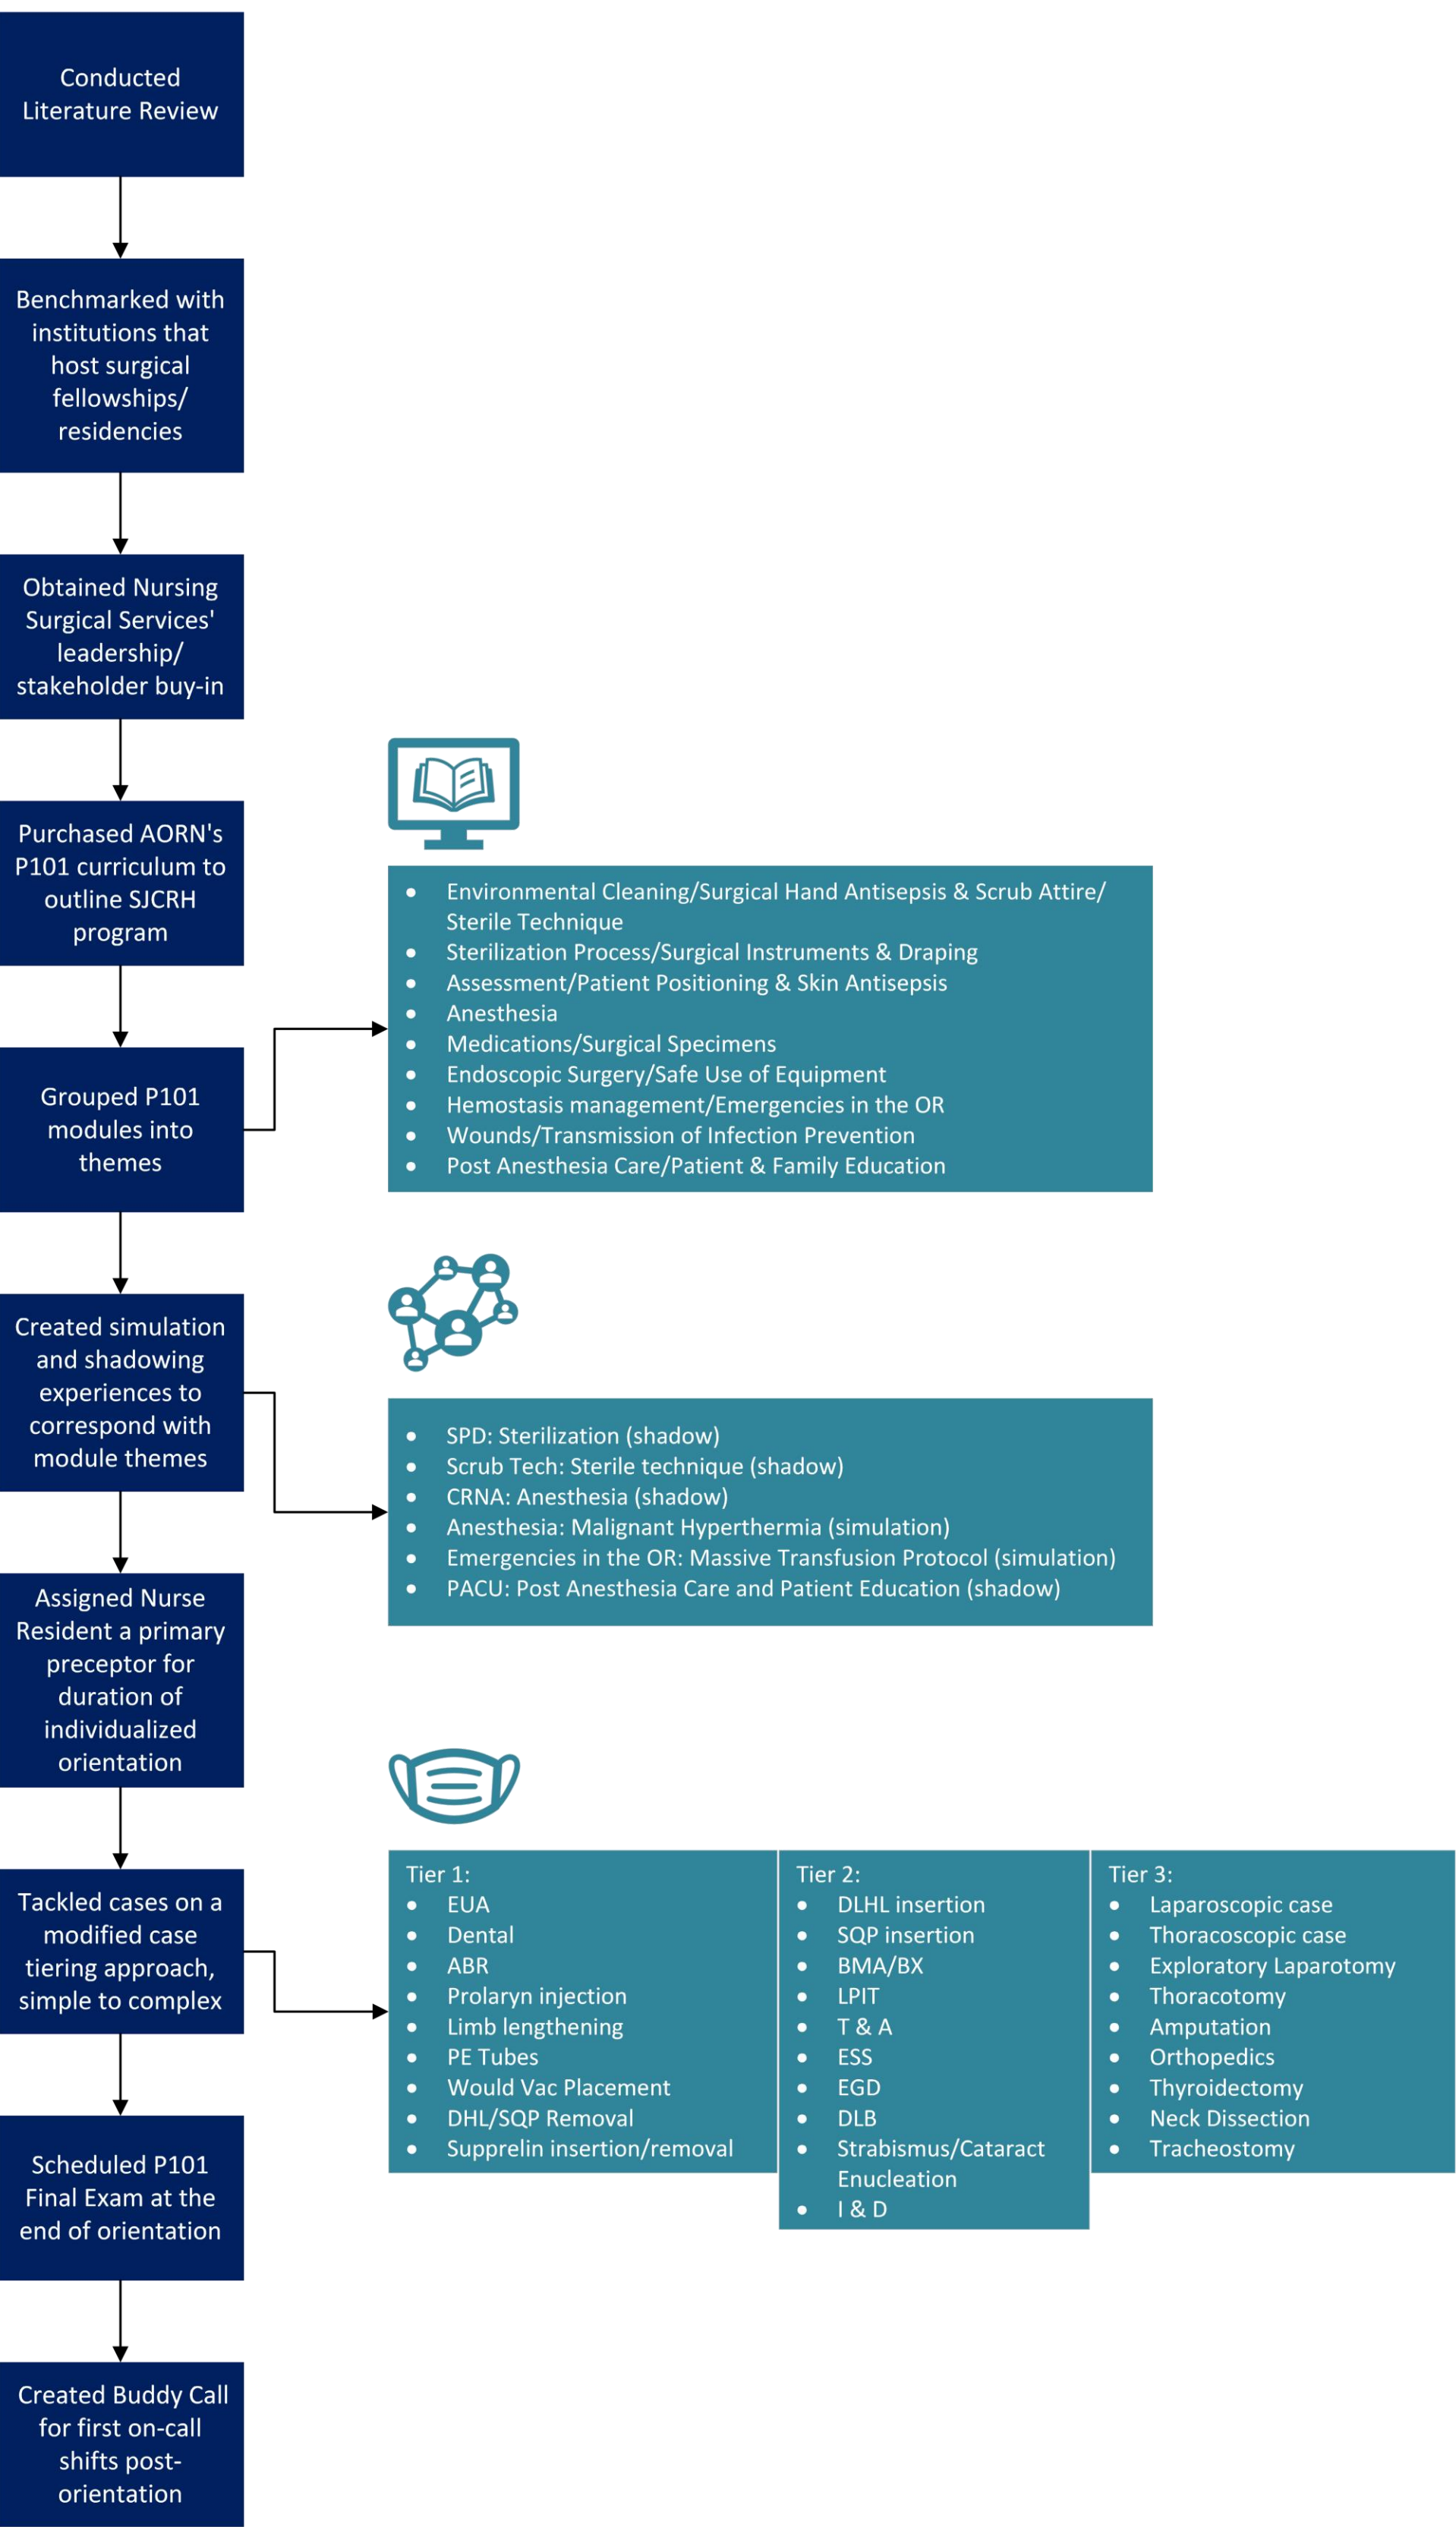 Conducted
Literature Review
Benchmarked with
institutions that
host surgical
fellowships/
residencies
Obtained Nursing
Surgical Services'
leadership/
stakeholder buy-in
Purchased AORN's
P101 curriculum to
outline SJCRH
program
Grouped P101
modules into
themes
• Environmental Cleaning/Surgical Hand Antisepsis & Scrub Attire/
Sterile Technique
• Sterilization Process/Surgical Instruments & Draping
• Assessment/Patient Positioning & Skin Antisepsis
• Anesthesia
• Medications/Surgical Specimens
• Endoscopic Surgery/Safe Use of Equipment
• Hemostasis management/Emergencies in the OR
• Wounds/Transmission of Infection Prevention
• Post Anesthesia Care/Patient & Family Education
Created simulation
and shadowing
experiences to
correspond with
module themes
• SPD: Sterilization (shadow)
• Scrub Tech: Sterile technique (shadow)
• CRNA: Anesthesia (shadow)
• Anesthesia: Malignant Hyperthermia (simulation)
• Emergencies in the OR: Massive Transfusion Protocol (simulation)
• PACU: Post Anesthesia Care and Patient Education (shadow)
Assigned Nurse
Resident a primary
preceptor for
duration of
individualized
orientation
Tackled cases on a
modified case
tiering approach,
simple to complex
Tier 1:
• EUA
• Dental
• ABR
• Prolaryn injection
• Limb lengthening
• PE Tubes
• Would Vac Placement
• DHL/SQP Removal
• Supprelin insertion/removal
Tier 2:
• DLHL insertion
• SQP insertion
• BMA/BX
• LPIT
• T & A
• ESS
• EGD
• DLB
• Strabismus/Cataract
Enucleation
• I & D
Tier 3:
• Laparoscopic case
• Thoracoscopic case
• Exploratory Laparotomy
• Thoracotomy
• Amputation
• Orthopedics
• Thyroidectomy
• Neck Dissection
• Tracheostomy
Scheduled P101
Final Exam at the
end of orientation
Created Buddy Call
for first on-call
shifts post-
orientation